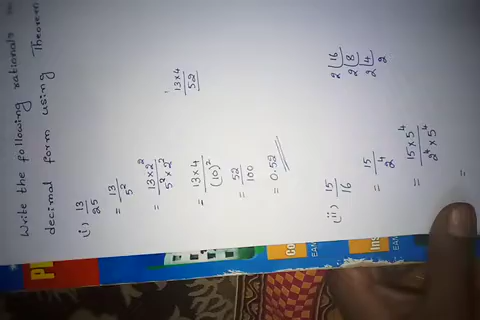 Write the following rationals
decimal form using Theorem
(i) 13/25
= 13/5²
= 13×2²/5²×2²
= 13×4/(10)²
= 52/100
= 0.52
13×4/52
(ii) 15/16
= 15/2⁴
= 15×5⁴/2⁴×5⁴
=
2 | 16
2 | 8
2 | 4
2